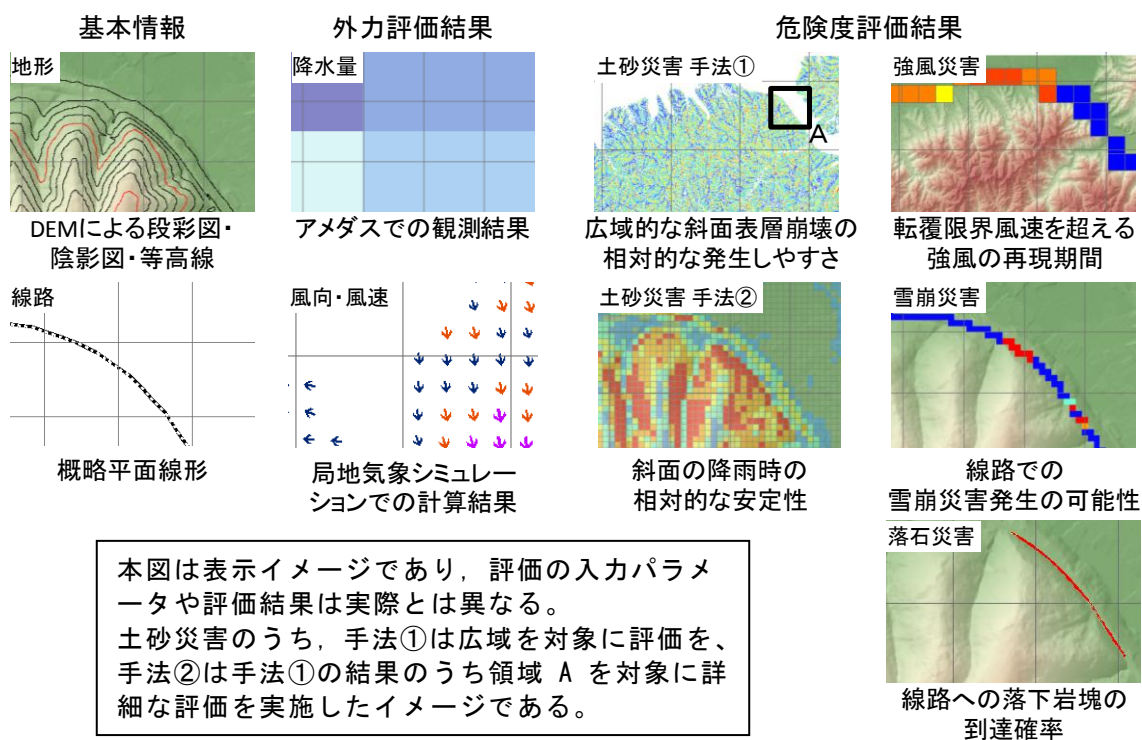 基本情報
外力評価結果
危険度評価結果
地形
DEMによる段彩図・
陰影図・等高線
降水量
アメダスでの観測結果
土砂災害 手法①
A
広域的な斜面表層崩壊の
相対的な発生しやすさ
強風災害
転覆限界風速を超える
強風の再現期間
線路
概略平面線形
風向・風速
局地気象シミュレー
ションでの計算結果
土砂災害 手法②
斜面の降雨時の
相対的な安定性
雪崩災害
線路での
雪崩災害発生の可能性
落石災害
線路への落下岩塊の
到達確率
本図は表示イメージであり，評価の入力パラメ
ータや評価結果は実際とは異なる。
土砂災害のうち，手法①は広域を対象に評価を、
手法②は手法①の結果のうち領域 A を対象に詳
細な評価を実施したイメージである。